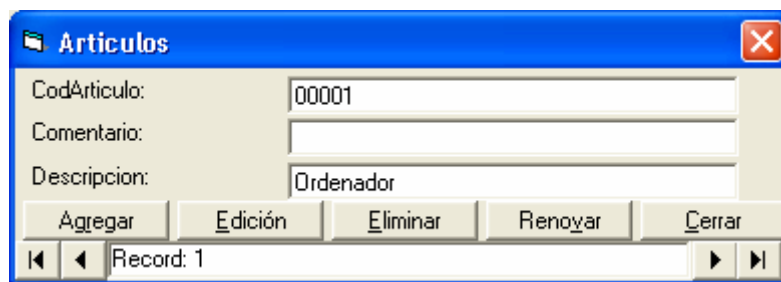 Articulos
CodArticulo: 00001
Comentario:
Descripcion: Ordenador
Agregar Edición Eliminar Renovar Cerrar
Record: 1